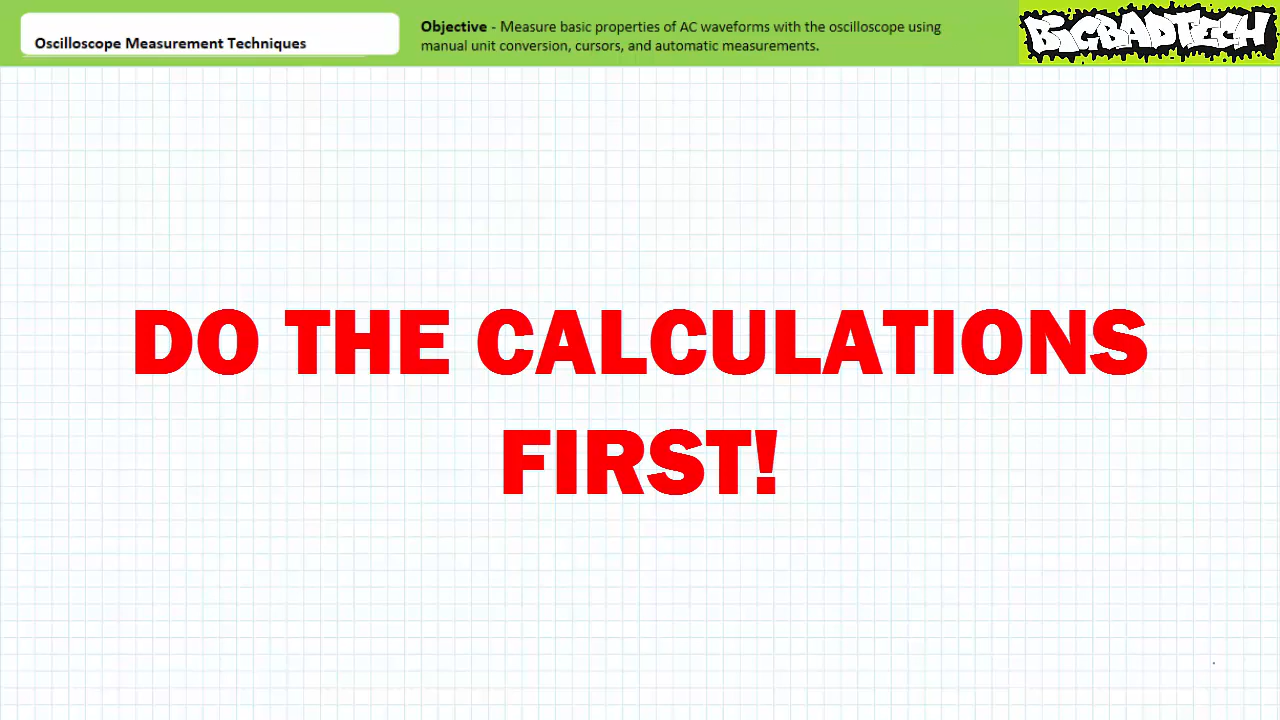 Oscilloscope Measurement Techniques
Objective - Measure basic properties of AC waveforms with the oscilloscope using
manual unit conversion, cursors, and automatic measurements.
BIGBADTECH
DO THE CALCULATIONS
FIRST!